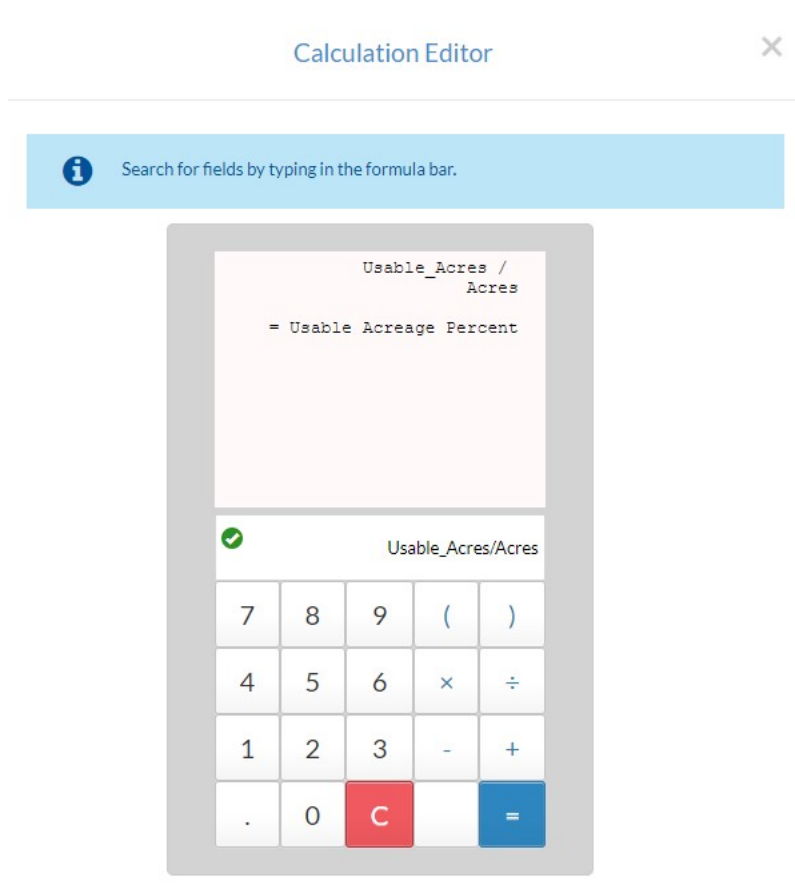 Calculation Editor
×
Search for fields by typing in the formula bar.
Usable_Acres /
Acres
= Usable Acreage Percent
Usable_Acres/Acres
7 8 9 ( )
4 5 6 × ÷
1 2 3 - +
. 0 C =